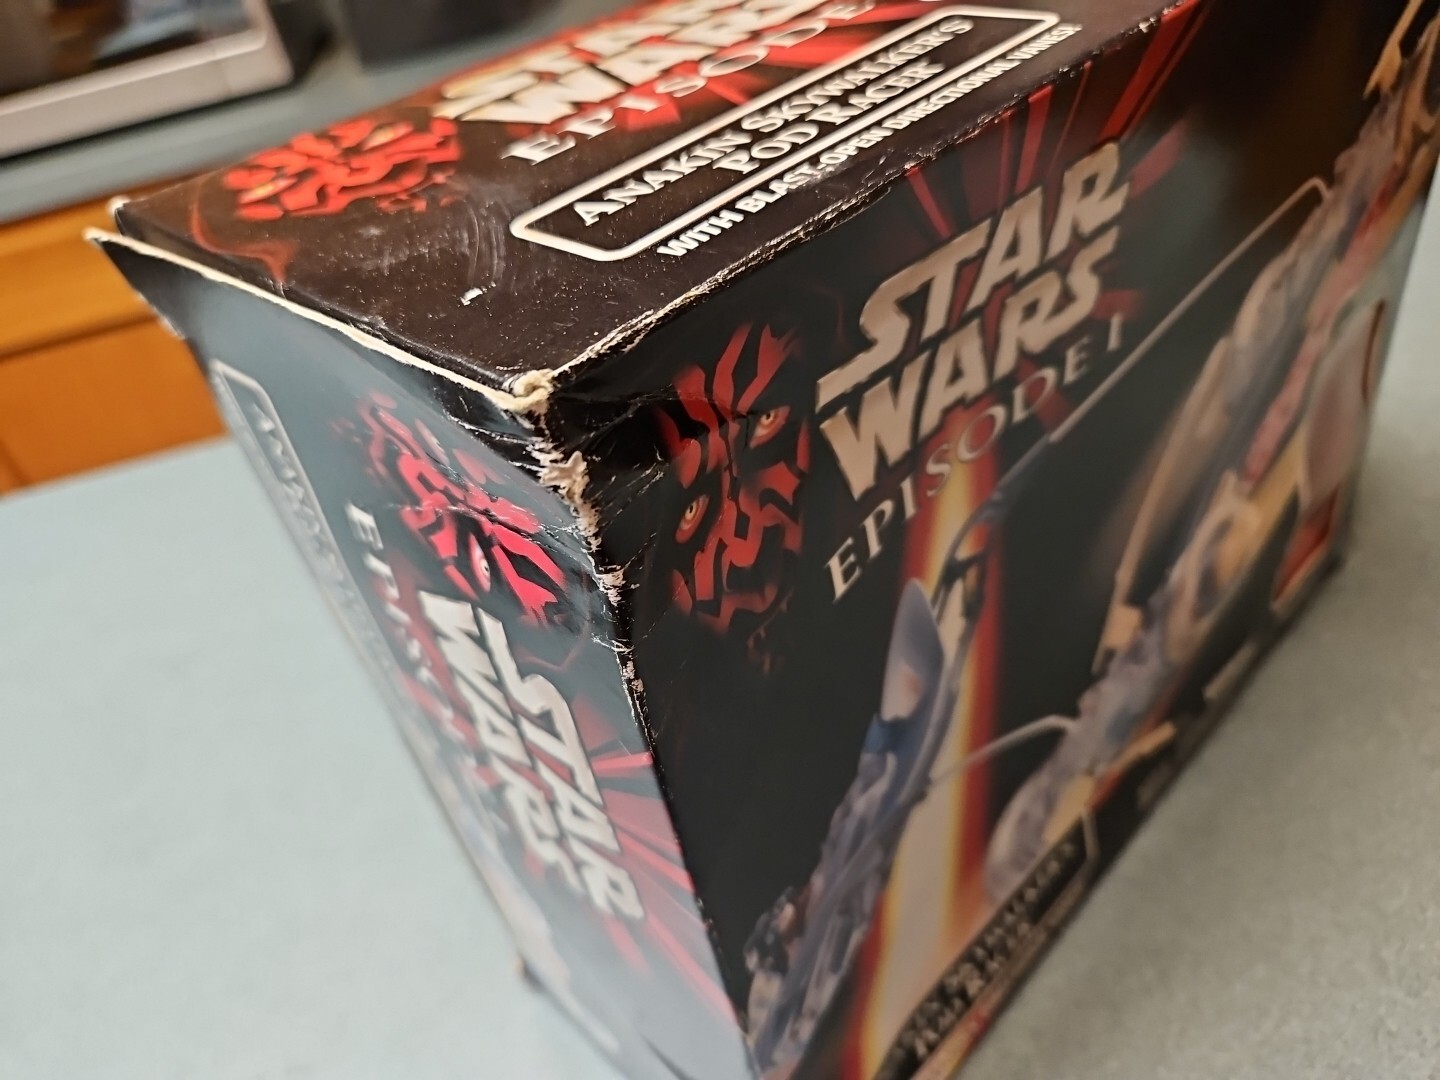 STAR
WARS
EPISODE
ANAKIN SKYWALKER'S
POD RACER
WITH BLAST-OPEN DIRECTIONAL VANES!
STAR
WARS
EPISODE I
STAR
WARS